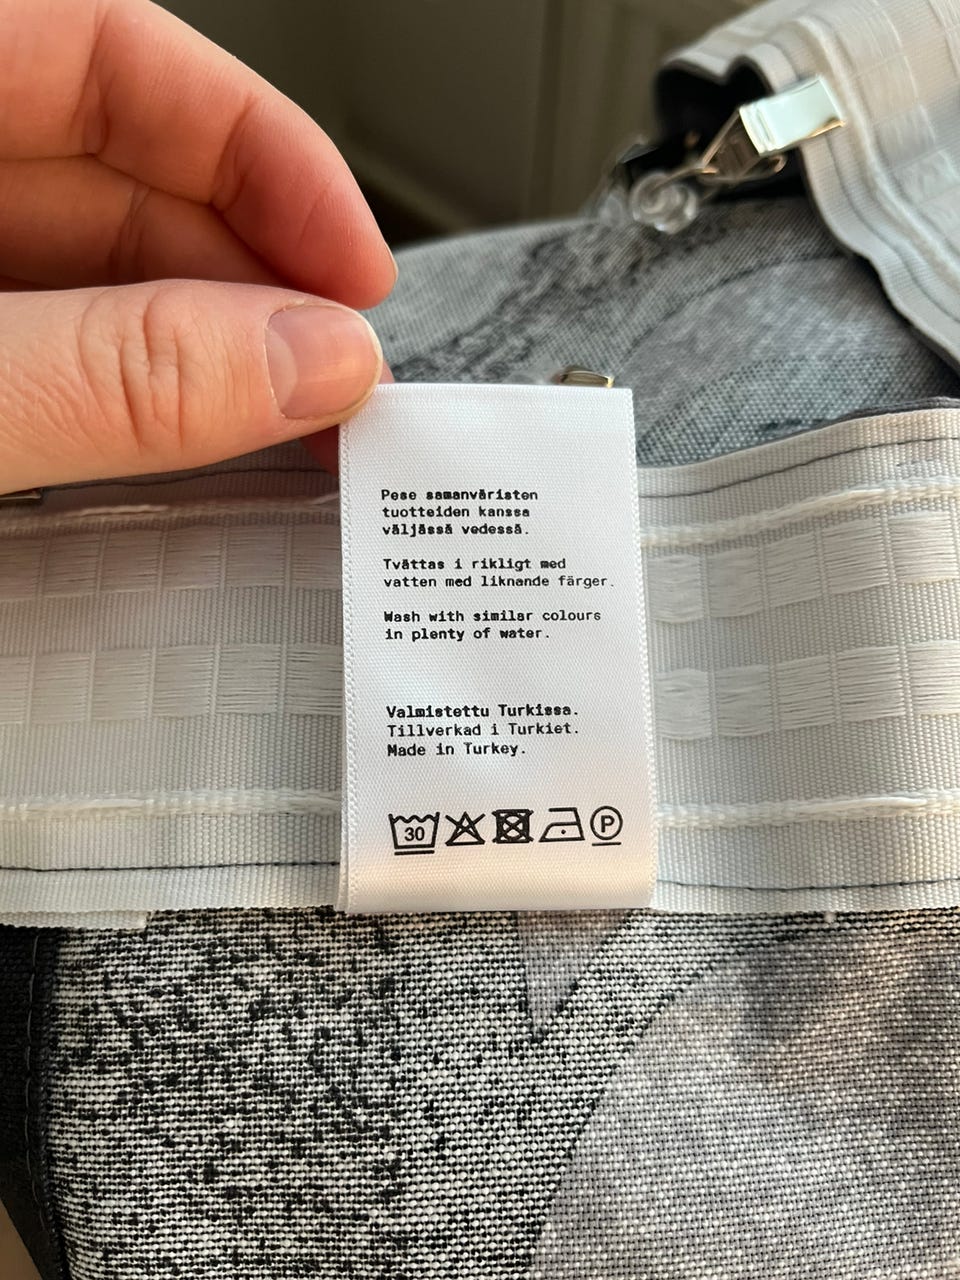 Pese samanväristen
tuotteiden kanssa
väljässä vedessä.
Tvättas i rikligt med
vatten med liknande färger.
Wash with similar colours
in plenty of water.
Valmistettu Turkissa.
Tillverkad i Turkiet.
Made in Turkey.
30 P